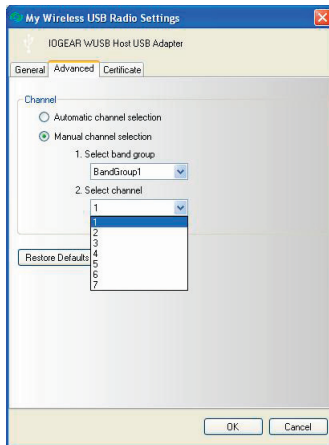 My Wireless USB Radio Settings
IOGEAR WUSB Host USB Adapter
General Advanced Certificate
Channel
Automatic channel selection
Manual channel selection
1. Select band group
BandGroup1
2. Select channel
1
1
2
3
4
5
6
7
Restore Defaults
OK Cancel